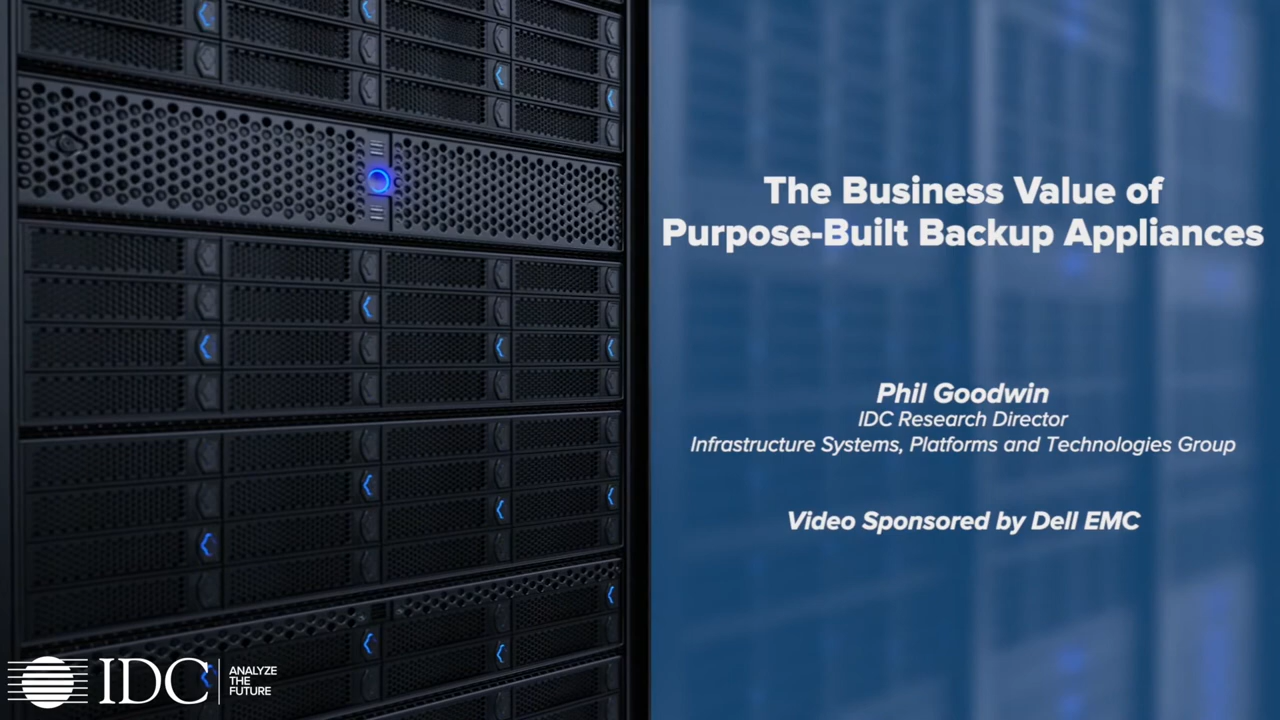 The Business Value of
Purpose-Built Backup Appliances
Phil Goodwin
IDC Research Director
Infrastructure Systems, Platforms and Technologies Group
Video Sponsored by Dell EMC
IDC
ANALYZE
THE
FUTURE